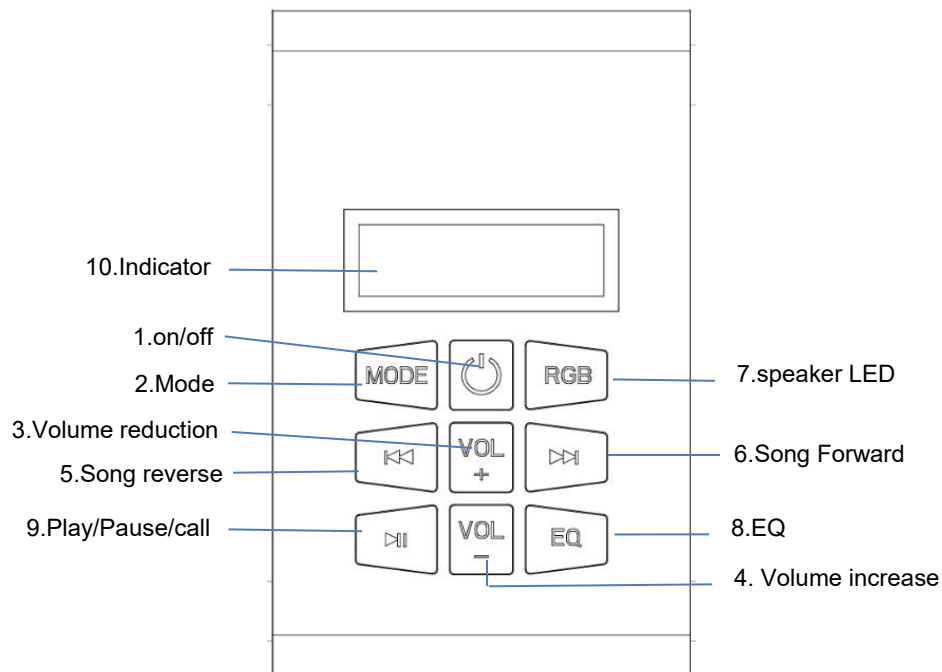 10.Indicator
1.on/off
2.Mode
3.Volume reduction
5.Song reverse
9.Play/Pause/call
MODE
RGB
VOL
+
VOL
–
EQ
7.speaker LED
6.Song Forward
8.EQ
4. Volume increase